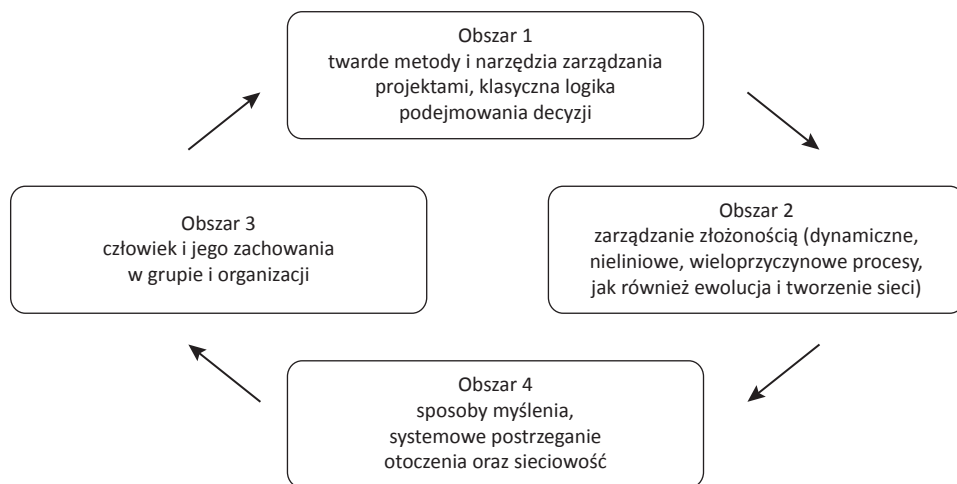 Obszar 1
twarde metody i narzędzia zarządzania
projektami, klasyczna logika
podejmowania decyzji
Obszar 3
człowiek i jego zachowania
w grupie i organizacji
Obszar 2
zarządzanie złożonością (dynamiczne,
nieliniowe, wieloprzyczynowe procesy,
jak również ewolucja i tworzenie sieci)
Obszar 4
sposoby myślenia,
systemowe postrzeganie
otoczenia oraz sieciowość